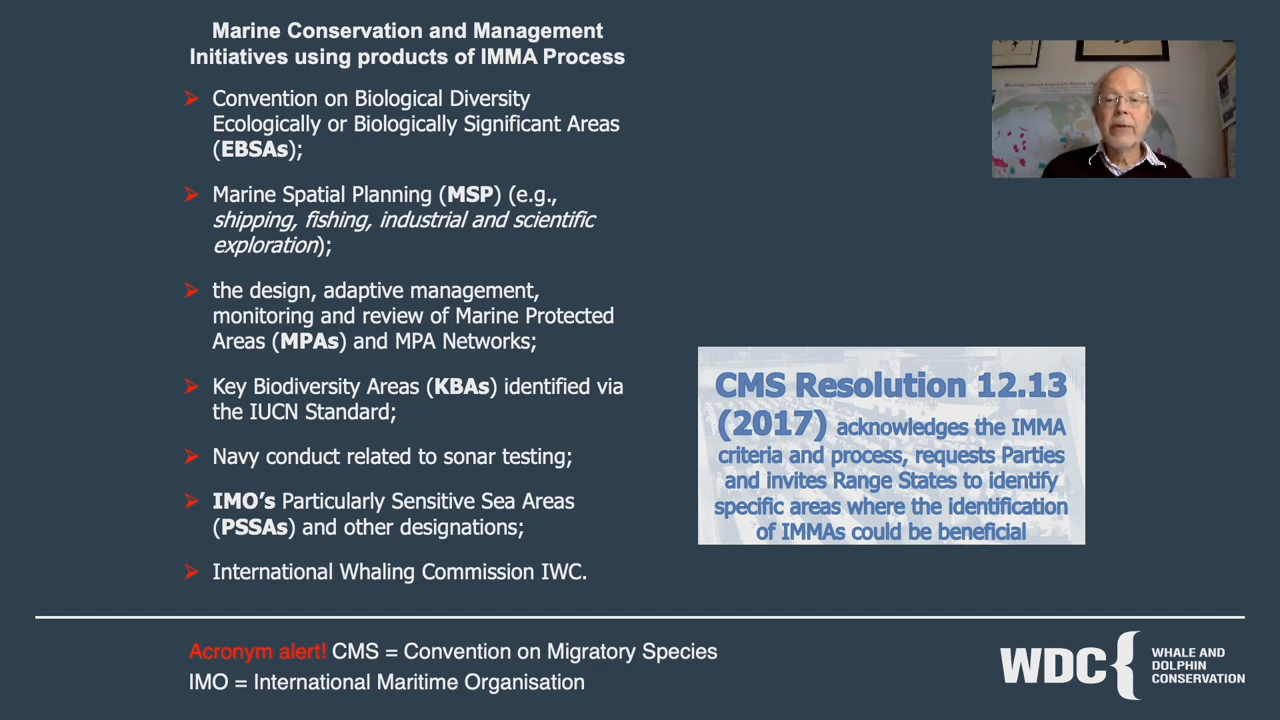 Marine Conservation and Management
Initiatives using products of IMMA Process
➢ Convention on Biological Diversity
Ecologically or Biologically Significant Areas
(EBSAs);
➢ Marine Spatial Planning (MSP) (e.g.,
shipping, fishing, industrial and scientific
exploration);
➢ the design, adaptive management,
monitoring and review of Marine Protected
Areas (MPAs) and MPA Networks;
➢ Key Biodiversity Areas (KBAs) identified via
the IUCN Standard;
➢ Navy conduct related to sonar testing;
➢ IMO’s Particularly Sensitive Sea Areas
(PSSAs) and other designations;
➢ International Whaling Commission IWC.
CMS Resolution 12.13
(2017) acknowledges the IMMA
criteria and process, requests Parties
and invites Range States to identify
specific areas where the identification
of IMMAs could be beneficial
Acronym alert! CMS = Convention on Migratory Species
IMO = International Maritime Organisation
WDC
WHALE AND
DOLPHIN
CONSERVATION